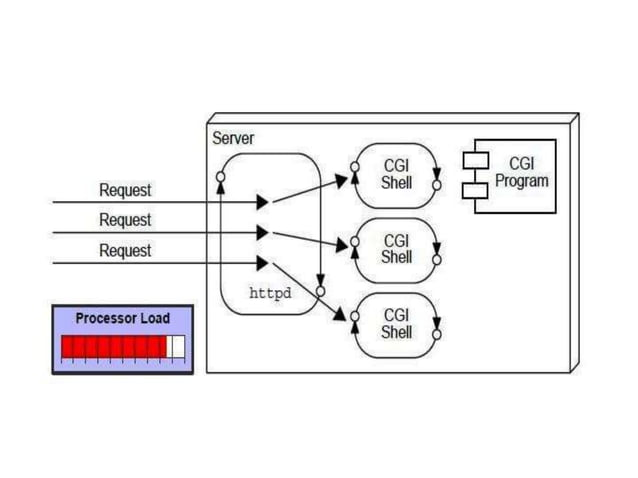 Server
Request
Request
Request
httpd
CGI
Shell
CGI
Shell
CGI
Shell
CGI
Program
Processor Load